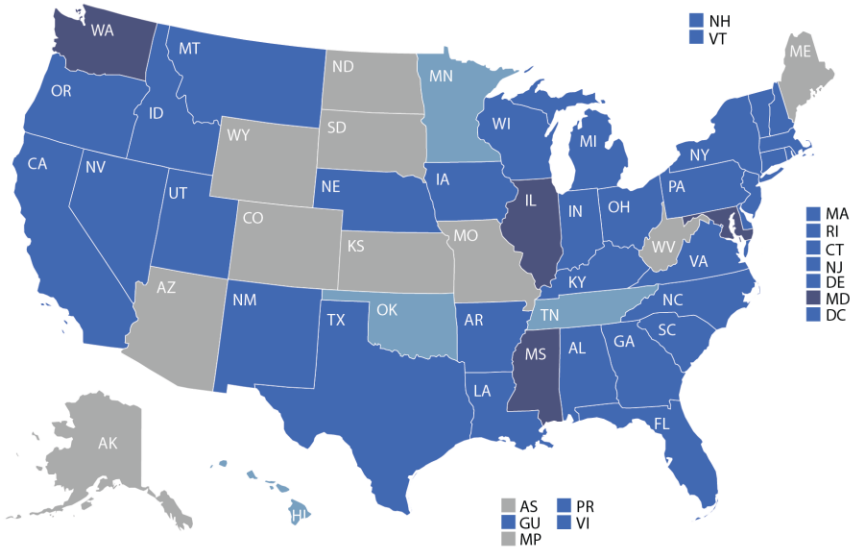 NH
VT
WA
MT
ND
MN
ME
OR
ID
WY
SD
WI
MI
NY
CA
NV
UT
NE
IA
PA
CO
IL
IN
OH
KS
MO
WV
VA
AZ
NM
KY
TX
OK
AR
TN
NC
SC
MS
AL
GA
LA
FL
MA
RI
CT
NJ
DE
MD
DC
AK
HI
AS PR
GU VI
MP